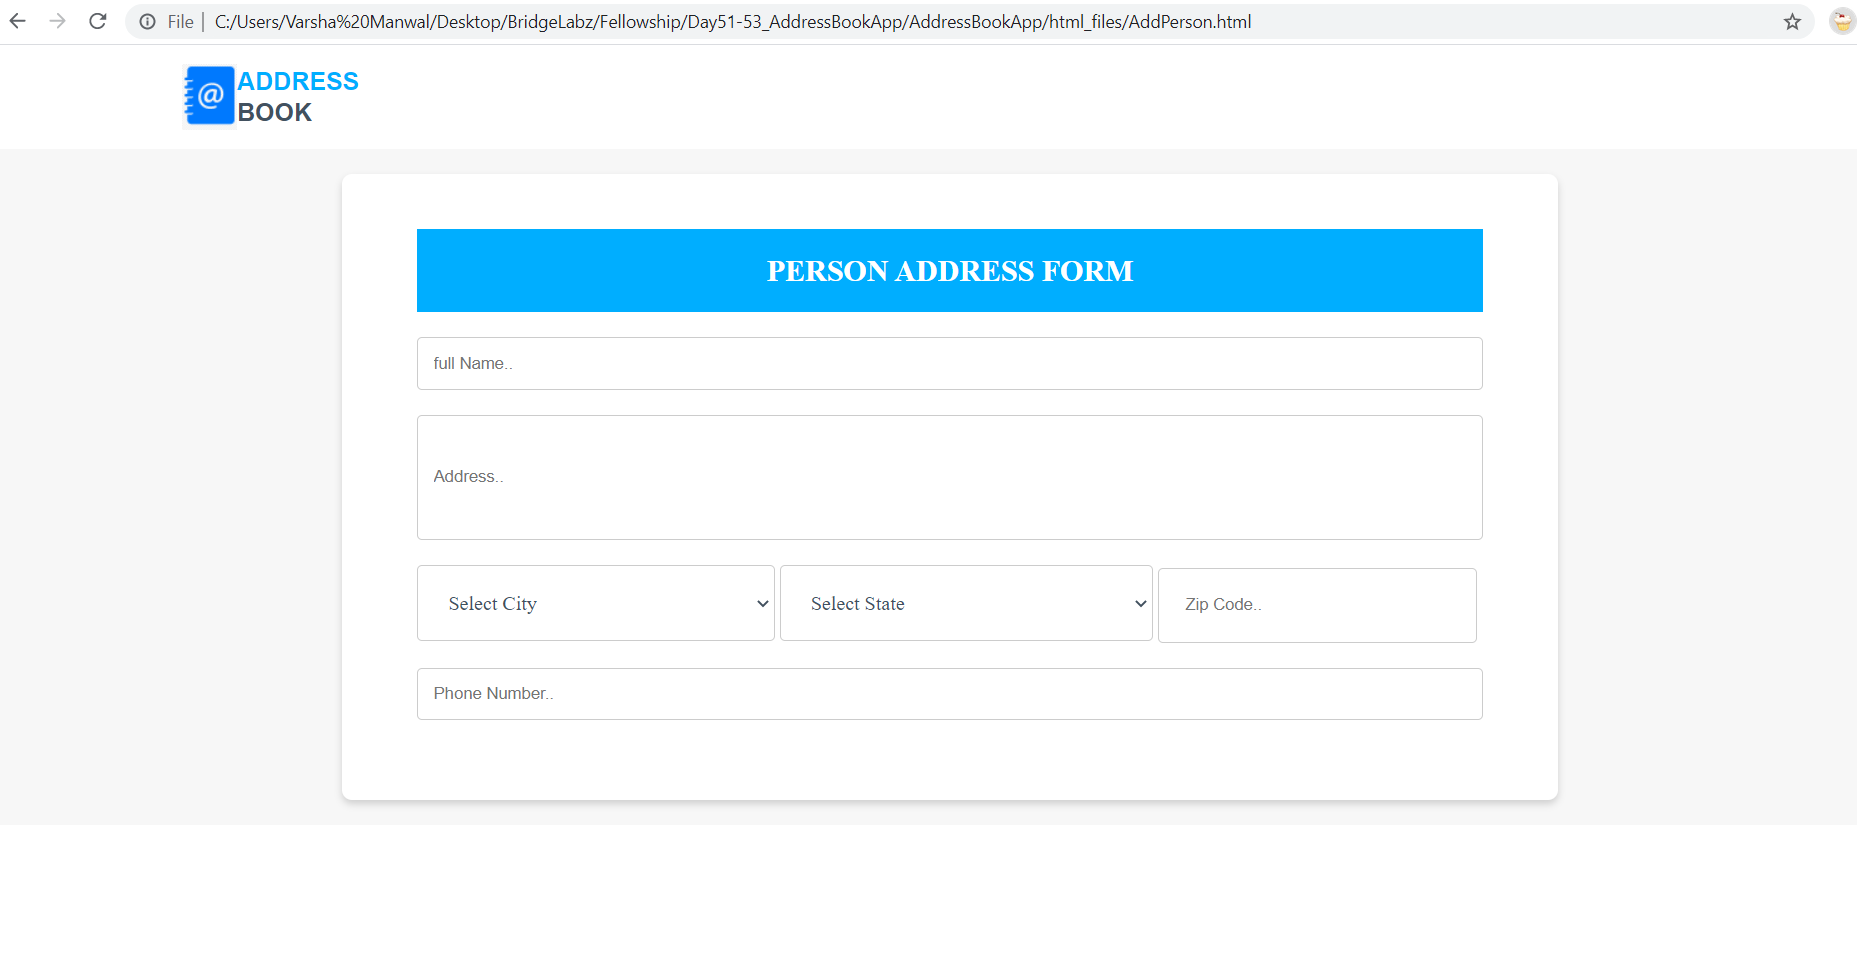 File | C:/Users/Varsha%20Manwal/Desktop/BridgeLabz/Fellowship/Day51-53_AddressBookApp/AddressBookApp/html_files/AddPerson.html
@ ADDRESS
BOOK
PERSON ADDRESS FORM
full Name..
Address..
Select City Select State Zip Code..
Phone Number..